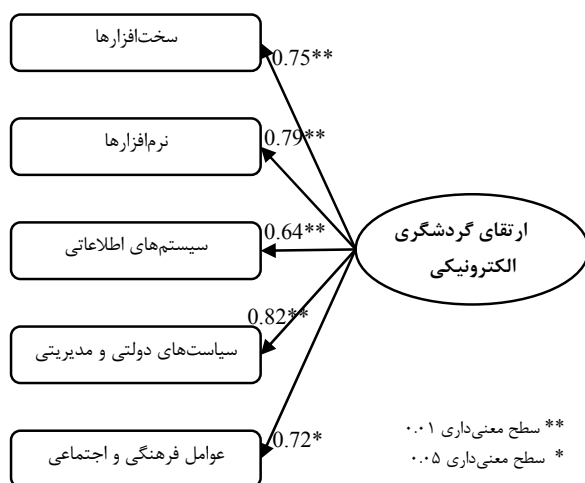 سخت‌افزارها
0.75**
نرم‌افزارها
0.79**
سیستم‌های اطلاعاتی
0.64**
ارتقای گردشگری
الکترونیکی
سیاست‌های دولتی و مدیریتی
0.82**
عوامل فرهنگی و اجتماعی
0.72*
** سطح معنی‌داری ۰.۰۱
* سطح معنی‌داری ۰.۰۵